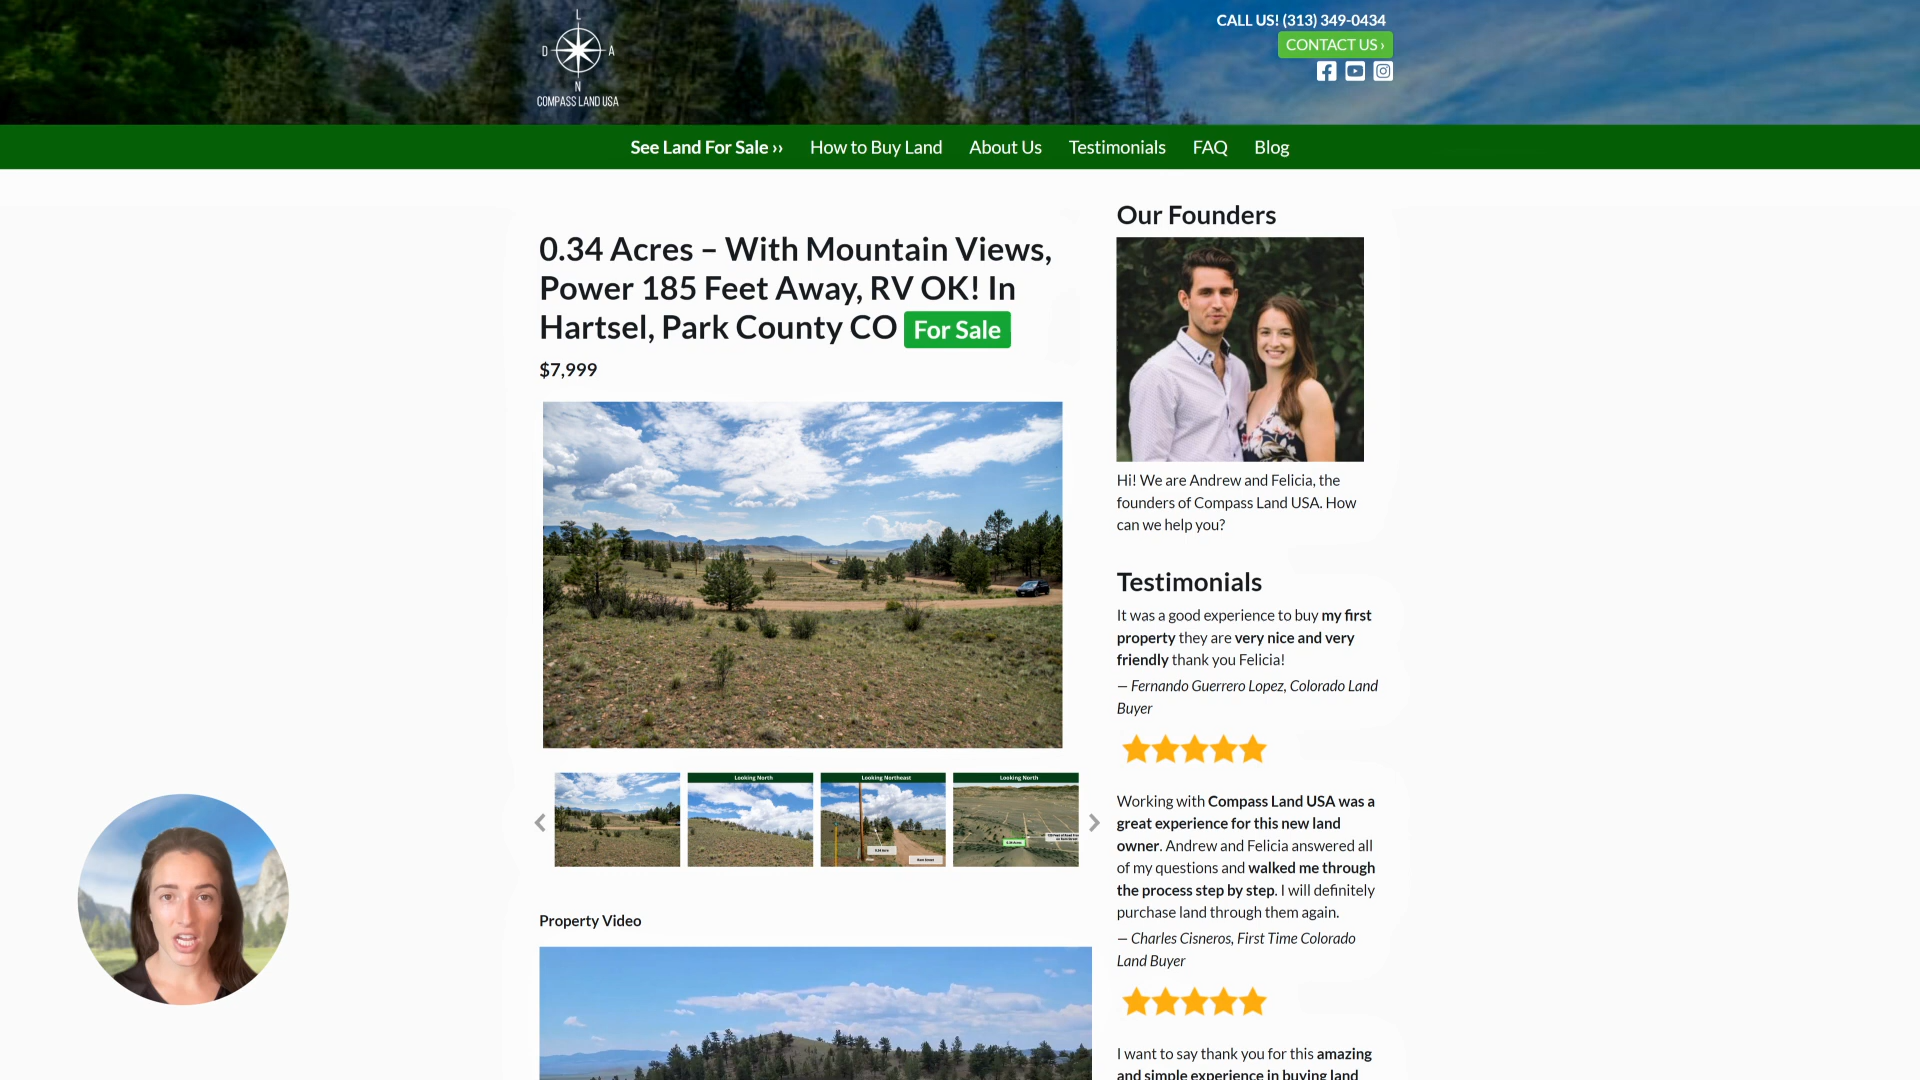 L
D
A
N
COMPASS LAND USA
CALL US! (313) 349-0434
CONTACT US ›
See Land For Sale ››
How to Buy Land
About Us
Testimonials
FAQ
Blog
0.34 Acres – With Mountain Views,
Power 185 Feet Away, RV OK! In
Hartsel, Park County CO For Sale
$7,999
Looking North
Looking Northeast
Looking North
Property Video
Our Founders
Hi! We are Andrew and Felicia, the
founders of Compass Land USA. How
can we help you?
Testimonials
It was a good experience to buy my first
property they are very nice and very
friendly thank you Felicia!
— Fernando Guerrero Lopez, Colorado Land
Buyer
Working with Compass Land USA was a
great experience for this new land
owner. Andrew and Felicia answered all
of my questions and walked me through
the process step by step. I will definitely
purchase land through them again.
— Charles Cisneros, First Time Colorado
Land Buyer
I want to say thank you for this amazing
and simple experience in buying land